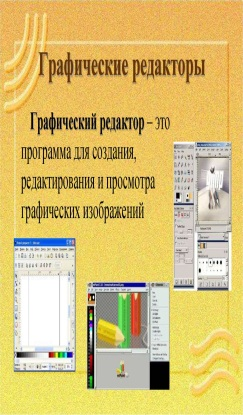 Графические редакторы
Графический редактор – это
программа для создания,
редактирования и просмотра
графических изображений